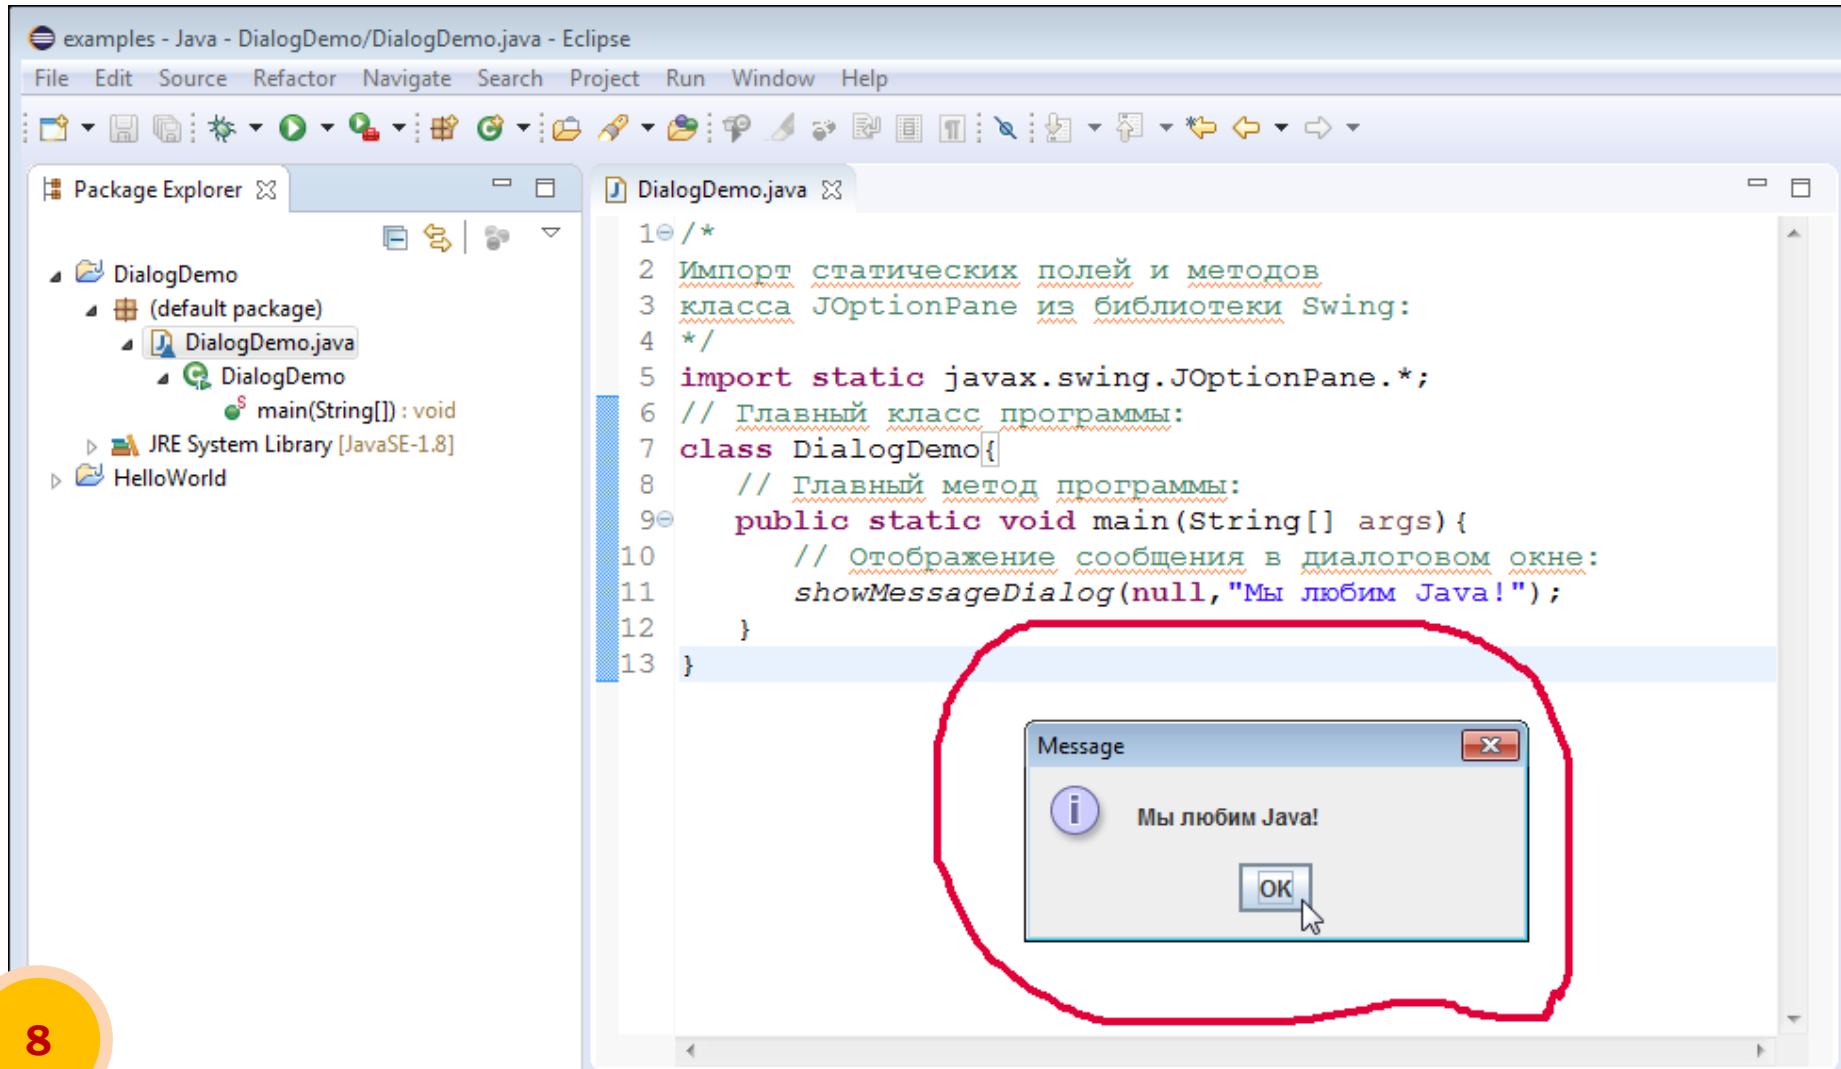 examples - Java - DialogDemo/DialogDemo.java - Eclipse
File Edit Source Refactor Navigate Search Project Run Window Help
Package Explorer
DialogDemo
(default package)
DialogDemo.java
DialogDemo
main(String[]) : void
JRE System Library [JavaSE-1.8]
HelloWorld
DialogDemo.java
1 /*
2 Импорт статических полей и методов
3 класса JOptionPane из библиотеки Swing:
4 */
5 import static javax.swing.JOptionPane.*;
6 // Главный класс программы:
7 class DialogDemo{
8 // Главный метод программы:
9 public static void main(String[] args){
10 // Отображение сообщения в диалоговом окне:
11 showMessageDialog(null,"Мы любим Java!");
12 }
13 }
Message
Мы любим Java!
OK
8